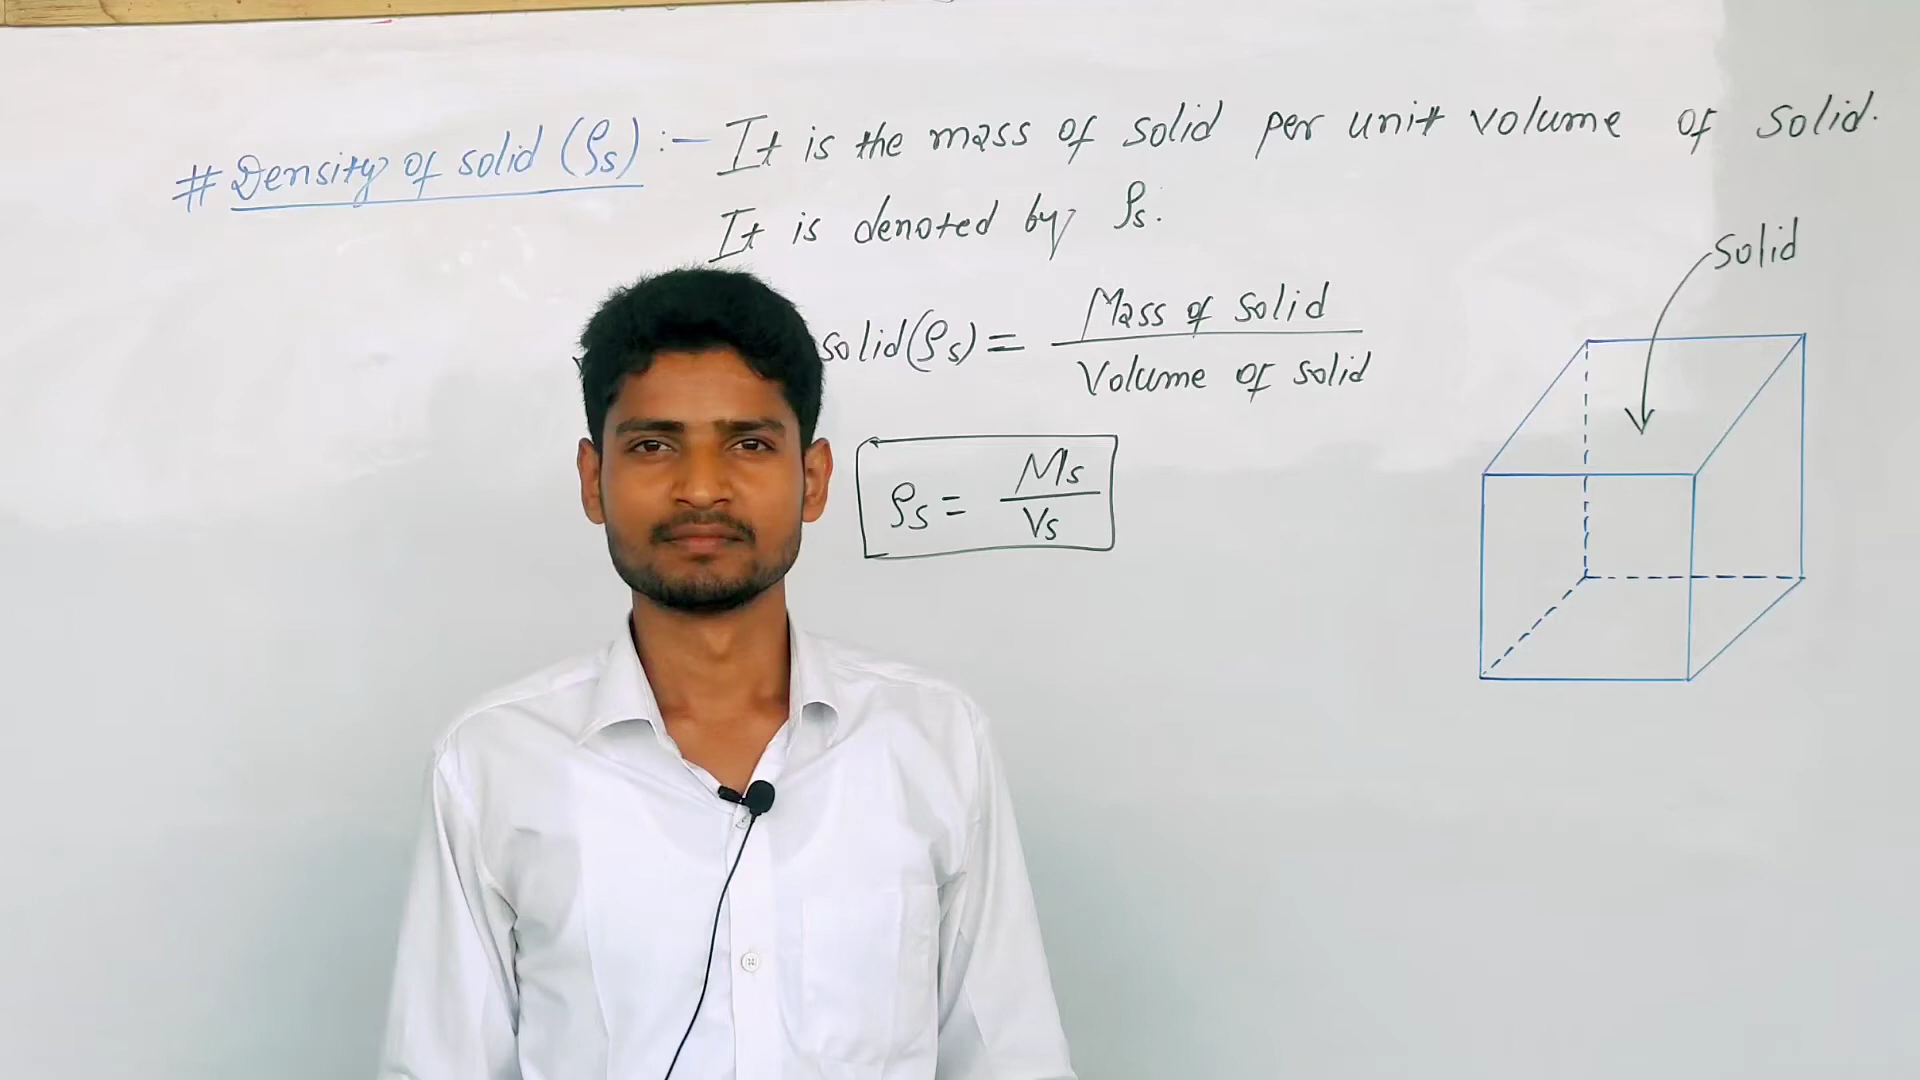 # Density of solid (ρs) :- It is the mass of solid per unit volume of solid.
It is denoted by ρs.
solid
solid(ρs) = Mass of solid
Volume of solid
ρs = Ms
Vs